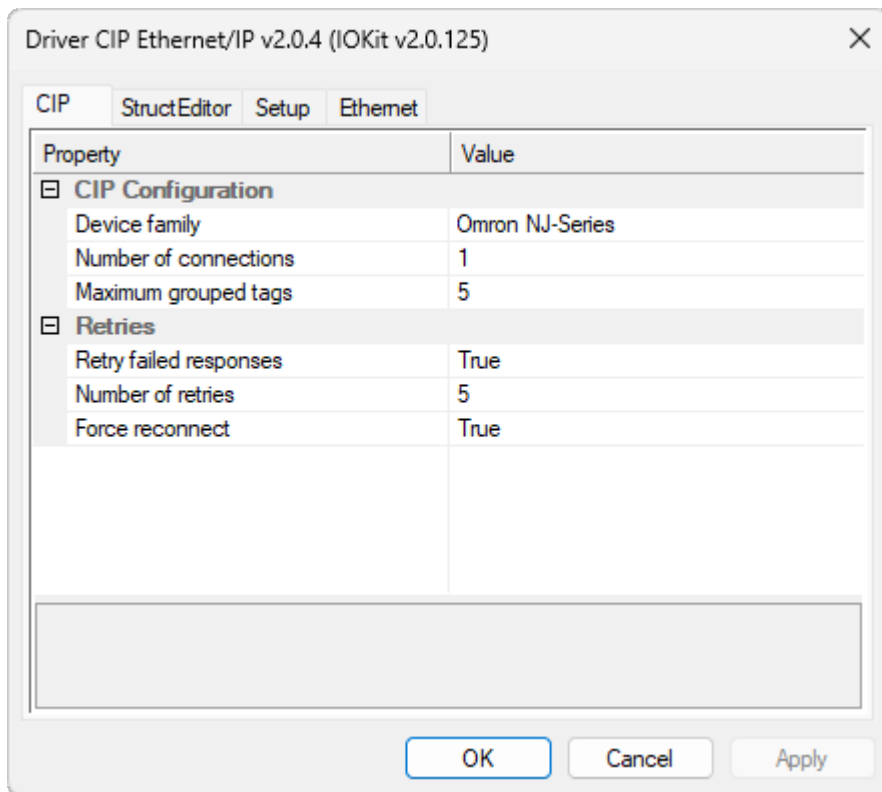 Driver CIP Ethernet/IP v2.0.4 (IOKit v2.0.125)
CIP StructEditor Setup Ethernet
Property Value
CIP Configuration
Device family Omron NJ-Series
Number of connections 1
Maximum grouped tags 5
Retries
Retry failed responses True
Number of retries 5
Force reconnect True
OK Cancel Apply